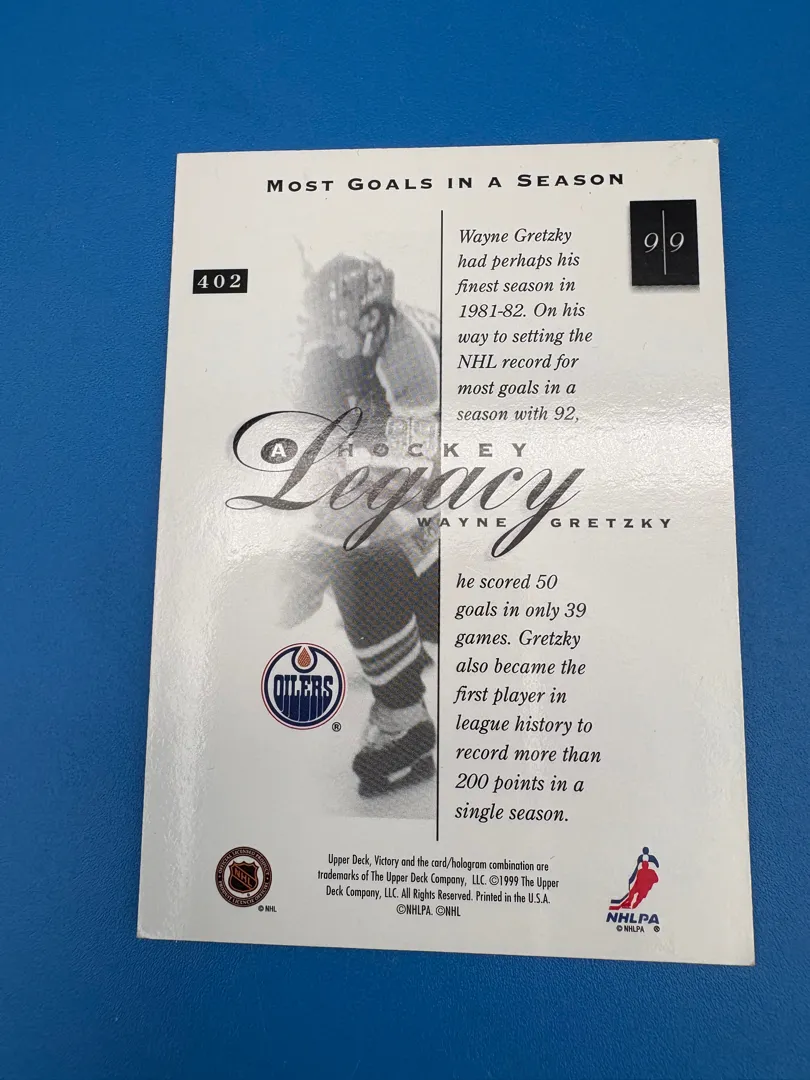 MOST GOALS IN A SEASON
402
9|9
Wayne Gretzky
had perhaps his
finest season in
1981-82. On his
way to setting the
NHL record for
most goals in a
season with 92,
A HOCKEY
Legacy
WAYNE GRETZKY
he scored 50
goals in only 39
games. Gretzky
also became the
first player in
league history to
record more than
200 points in a
single season.
OILERS
®
Upper Deck, Victory and the card/hologram combination are
trademarks of The Upper Deck Company, LLC. ©1999 The Upper
Deck Company, LLC. All Rights Reserved. Printed in the U.S.A.
©NHLPA. ©NHL
NHL
© NHL
NHLPA
© NHLPA ®